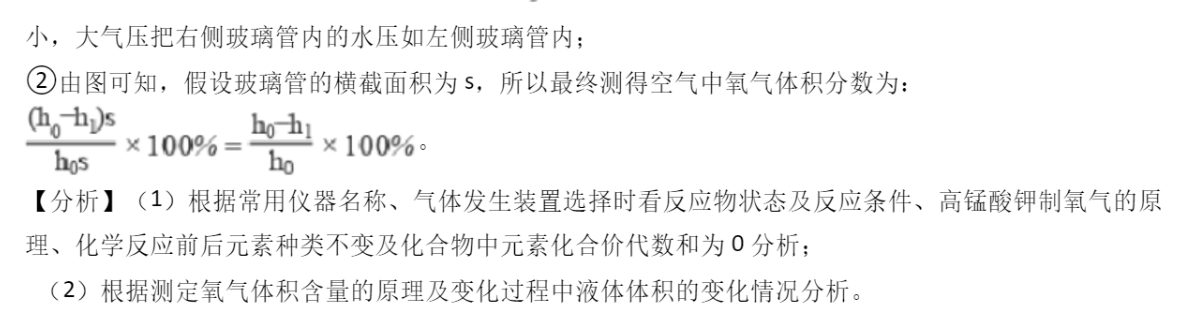 小，大气压把右侧玻璃管内的水压如左侧玻璃管内；
②由图可知，假设玻璃管的横截面积为 s，所以最终测得空气中氧气体积分数为：
(h₀-h₁)s/h₀s × 100% = h₀-h₁/h₀ × 100%。
【分析】（1）根据常用仪器名称、气体发生装置选择时看反应物状态及反应条件、高锰酸钾制氧气的原
理、化学反应前后元素种类不变及化合物中元素化合价代数和为 0 分析；
（2）根据测定氧气体积含量的原理及变化过程中液体体积的变化情况分析。